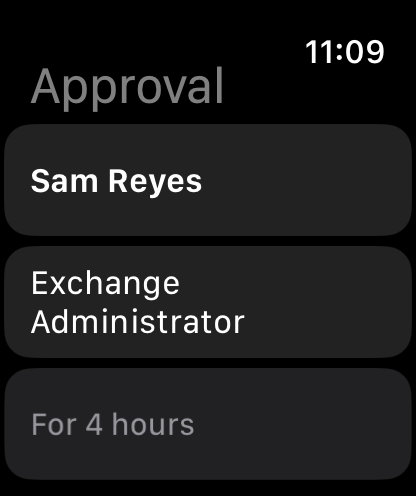 11:09
Approval
Sam Reyes
Exchange
Administrator
For 4 hours